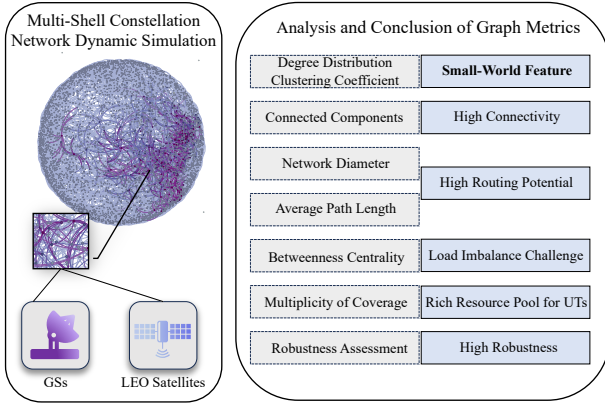 Multi-Shell Constellation
Network Dynamic Simulation
GSs
LEO Satellites
Analysis and Conclusion of Graph Metrics
Degree Distribution
Clustering Coefficient
Small-World Feature
Connected Components
High Connectivity
Network Diameter
High Routing Potential
Average Path Length
Betweenness Centrality
Load Imbalance Challenge
Multiplicity of Coverage
Rich Resource Pool for UTs
Robustness Assessment
High Robustness